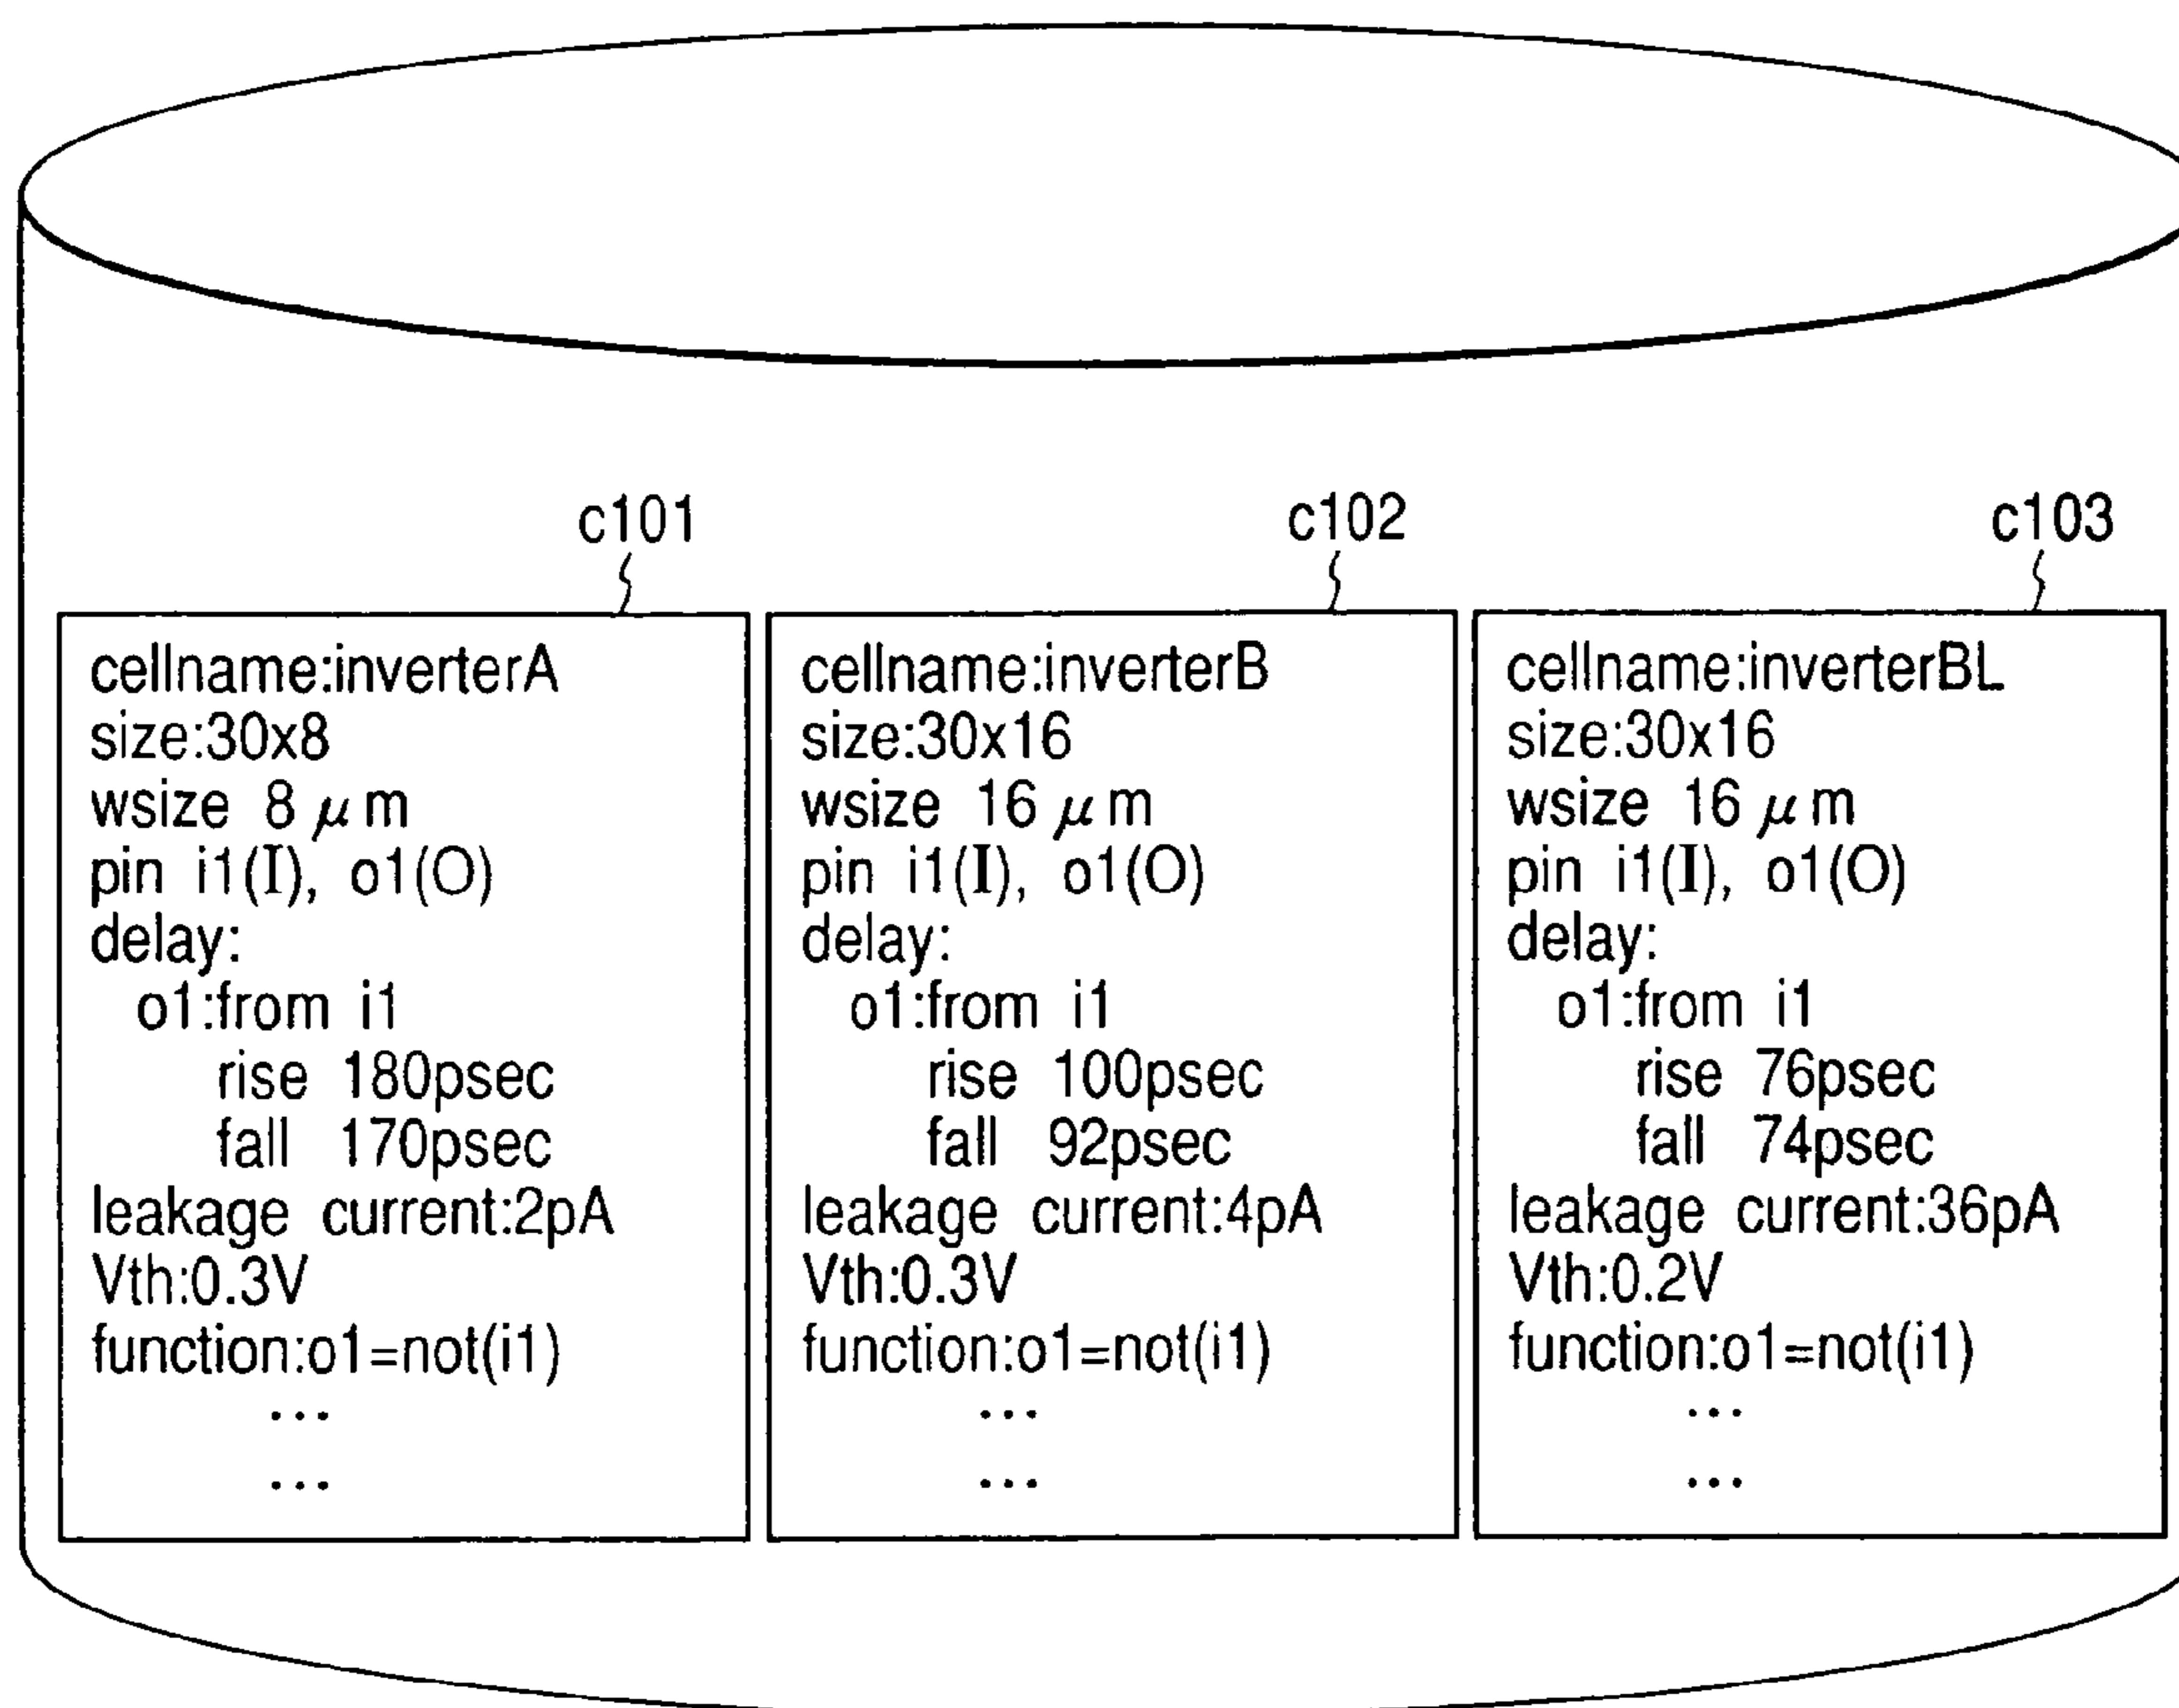 c101
c102
c103
cellname:inverterA
size:30x8
wsize 8 μm
pin i1(I), o1(O)
delay:
o1:from i1
rise 180psec
fall 170psec
leakage current:2pA
Vth:0.3V
function:o1=not(i1)
...
...
cellname:inverterB
size:30x16
wsize 16 μm
pin i1(I), o1(O)
delay:
o1:from i1
rise 100psec
fall 92psec
leakage current:4pA
Vth:0.3V
function:o1=not(i1)
...
...
cellname:inverterBL
size:30x16
wsize 16 μm
pin i1(I), o1(O)
delay:
o1:from i1
rise 76psec
fall 74psec
leakage current:36pA
Vth:0.2V
function:o1=not(i1)
...
...